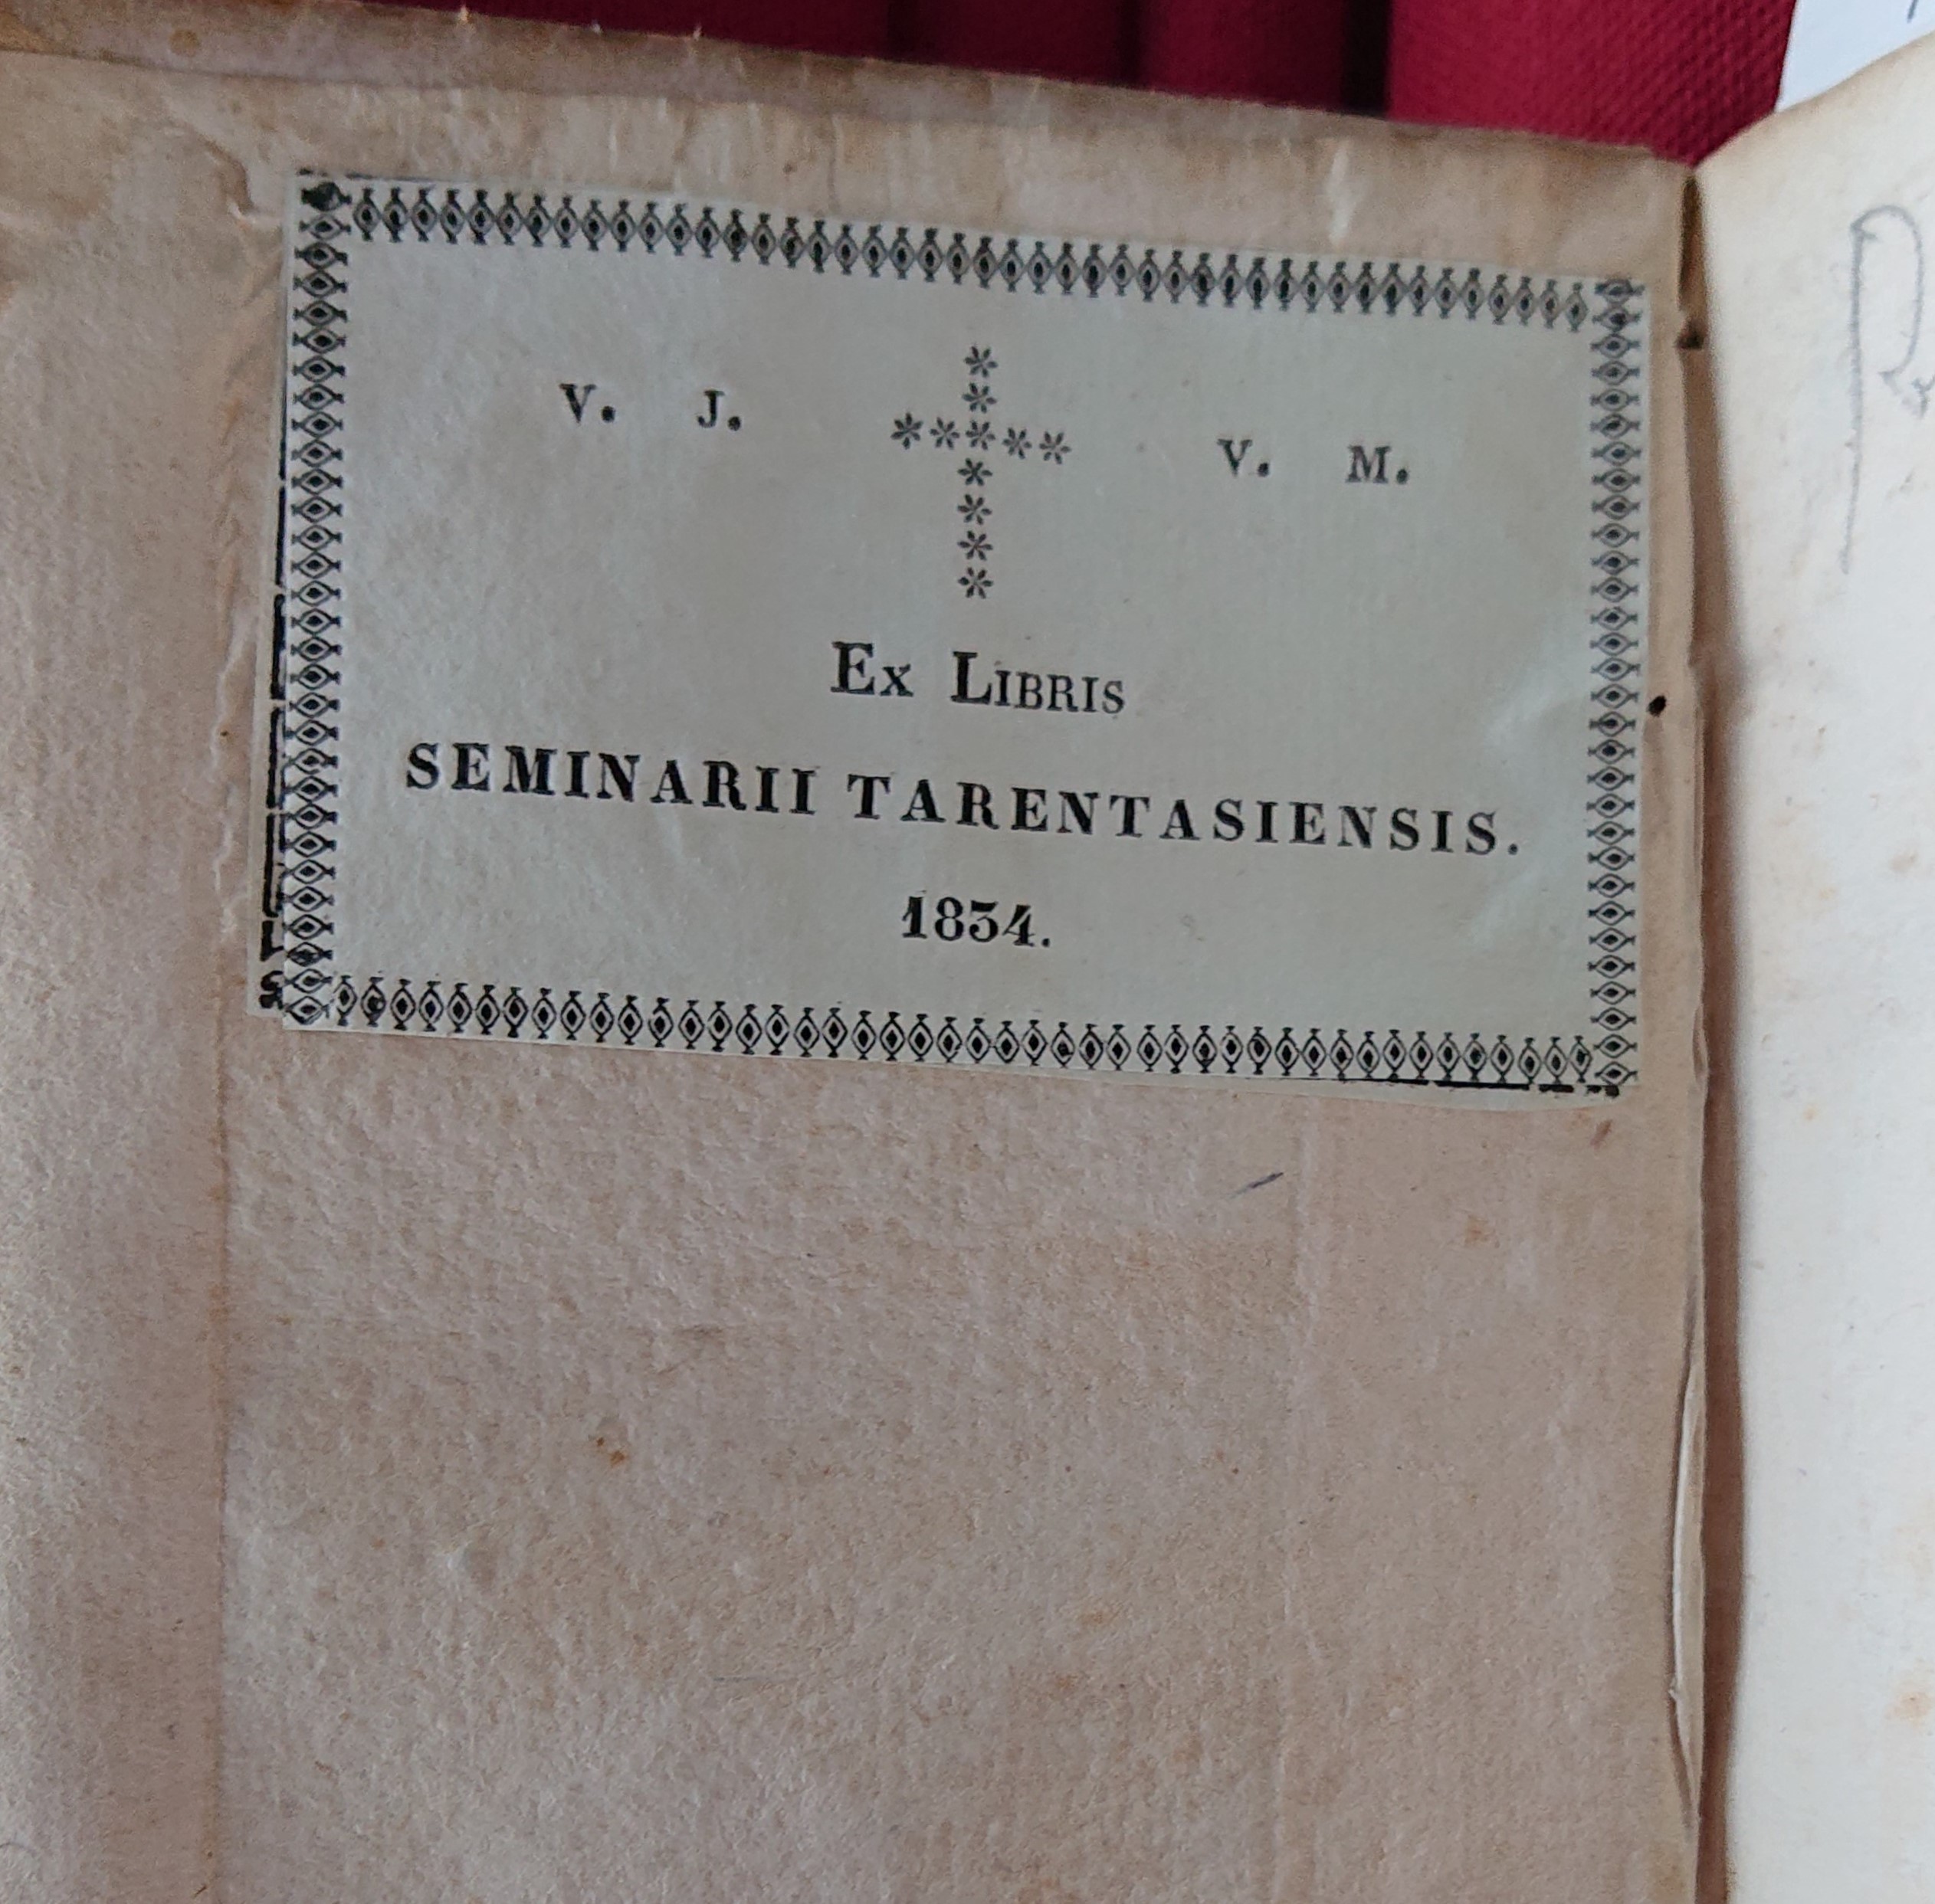 V. J. V. M.
Ex Libris
SEMINARII TARENTASIENSIS.
1834.